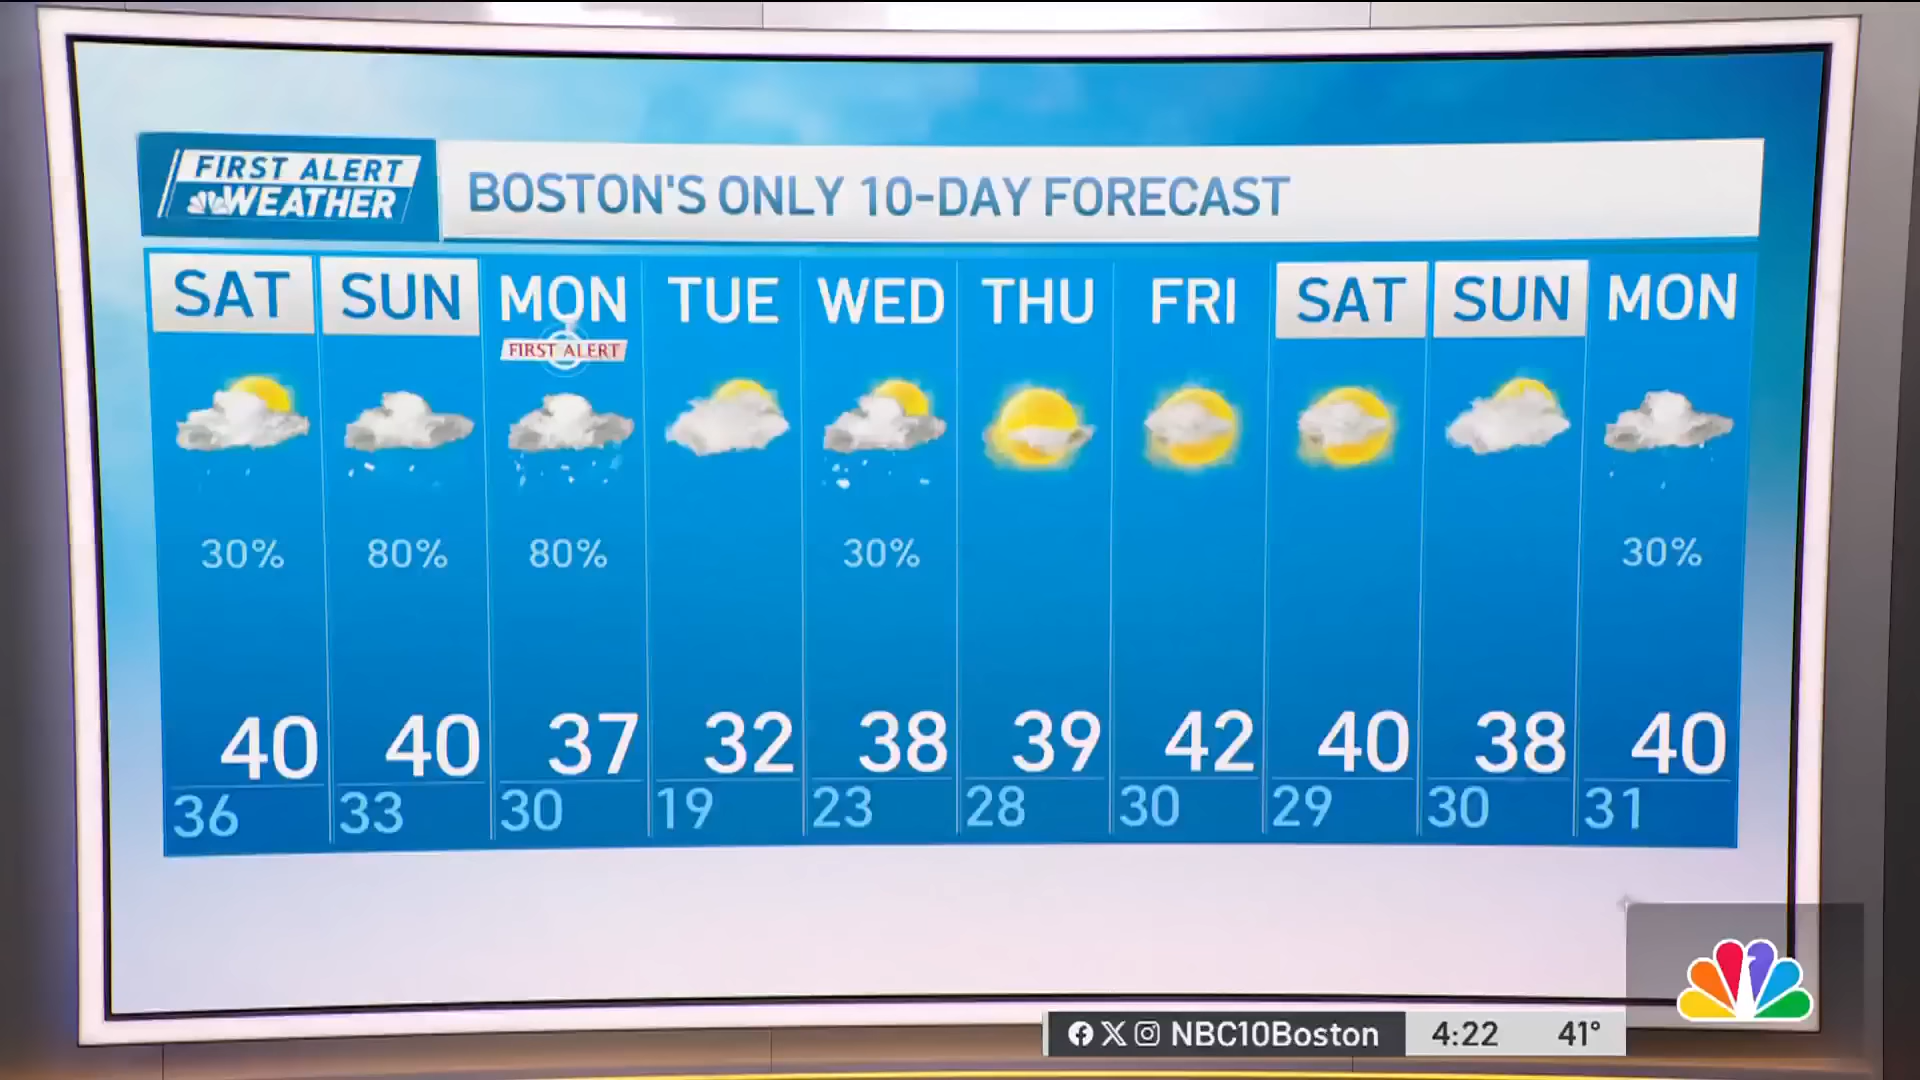 FIRST ALERT
WEATHER
BOSTON'S ONLY 10-DAY FORECAST
SAT SUN MON TUE WED THU FRI SAT SUN MON
FIRST ALERT
30% 80% 80% 30% 30%
40 40 37 32 38 39 42 40 38 40
36 33 30 19 23 28 30 29 30 31
NBC10Boston 4:22 41°